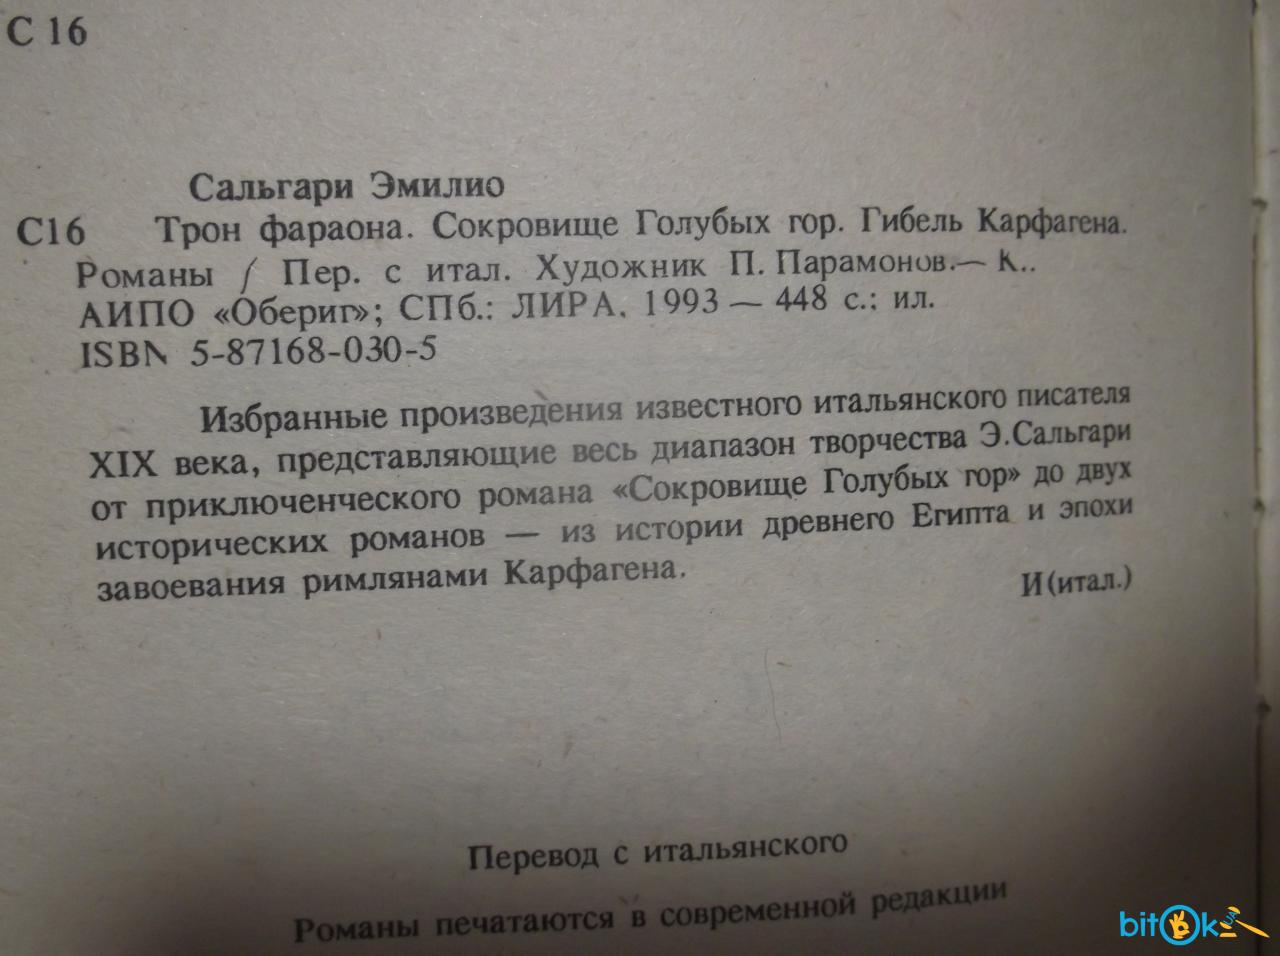 С 16
Сальгари Эмилио
С16 Трон фараона. Сокровище Голубых гор. Гибель Карфагена.
Романы / Пер. с итал. Художник П. Парамонов.— К..
АИПО «Обериг»; СПб.: ЛИРА, 1993 — 448 с.: ил.
ISBN 5-87168-030-5
Избранные произведения известного итальянского писателя
XIX века, представляющие весь диапазон творчества Э.Сальгари
от приключенческого романа «Сокровище Голубых гор» до двух
исторических романов — из истории древнего Египта и эпохи
завоевания римлянами Карфагена.
И(итал.)
Перевод с итальянского
Романы печатаются в современной редакции
bitOk UA